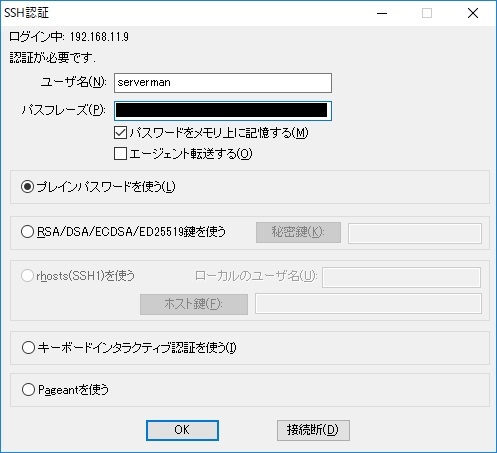 SSH認証
ログイン中: 192.168.11.9
認証が必要です.
ユーザ名(N): serverman
パスフレーズ(P):
パスワードをメモリ上に記憶する(M)
エージェント転送する(O)
プレインパスワードを使う(L)
RSA/DSA/ECDSA/ED25519鍵を使う 秘密鍵(K):
rhosts(SSH1)を使う ローカルのユーザ名(U):
ホスト鍵(F):
キーボードインタラクティブ認証を使う(I)
Pageantを使う
OK 接続断(D)